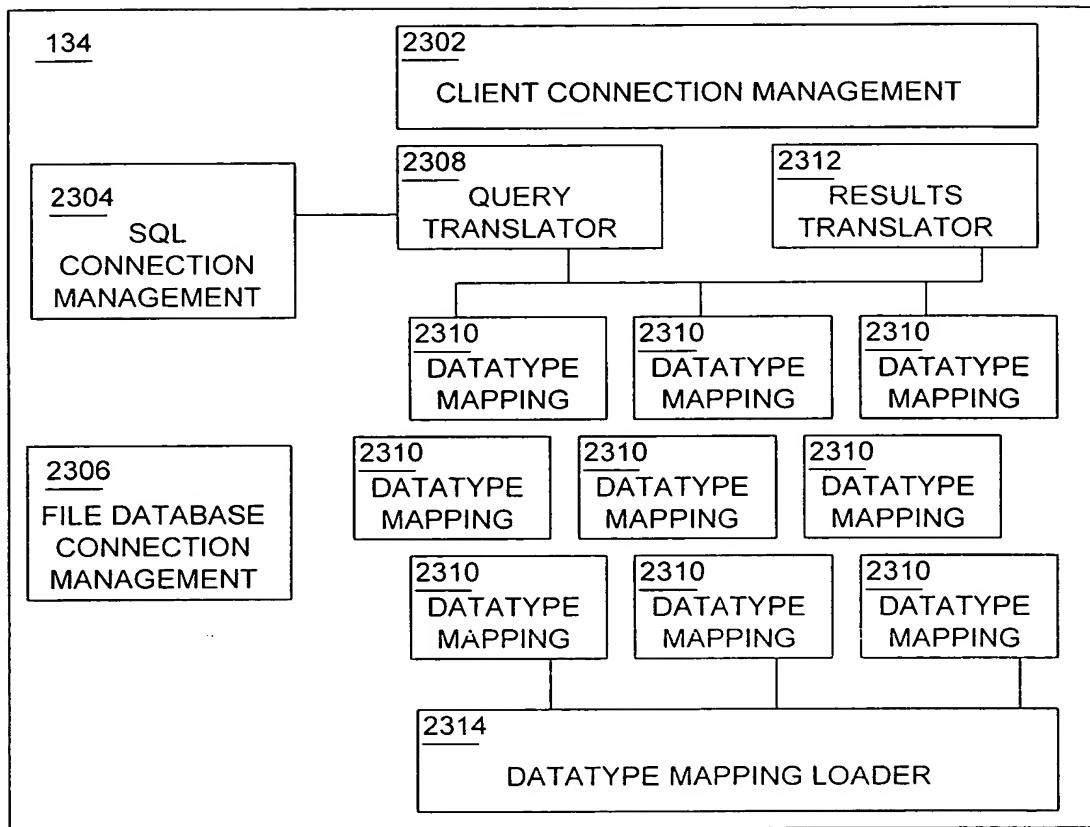 134
2302
CLIENT CONNECTION MANAGEMENT
2304
SQL
CONNECTION
MANAGEMENT
2308
QUERY
TRANSLATOR
2312
RESULTS
TRANSLATOR
2310
DATATYPE
MAPPING
2310
DATATYPE
MAPPING
2310
DATATYPE
MAPPING
2306
FILE DATABASE
CONNECTION
MANAGEMENT
2310
DATATYPE
MAPPING
2310
DATATYPE
MAPPING
2310
DATATYPE
MAPPING
2310
DATATYPE
MAPPING
2310
DATATYPE
MAPPING
2310
DATATYPE
MAPPING
2314
DATATYPE MAPPING LOADER